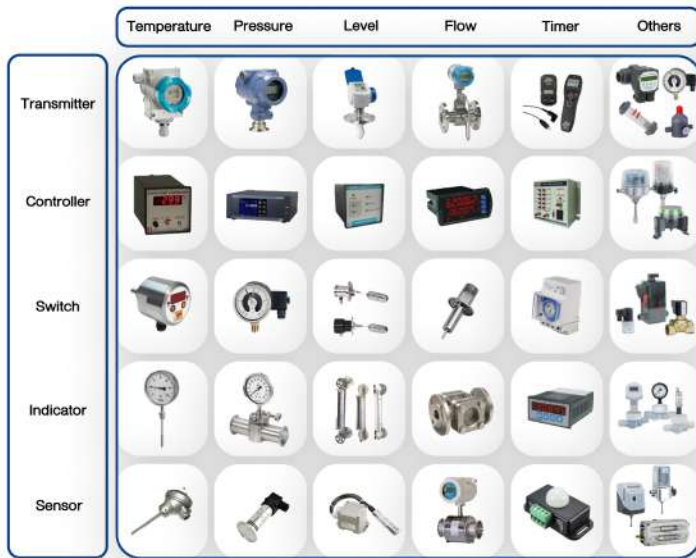 Temperature Pressure Level Flow Timer Others
Transmitter
Controller
Switch
Indicator
Sensor